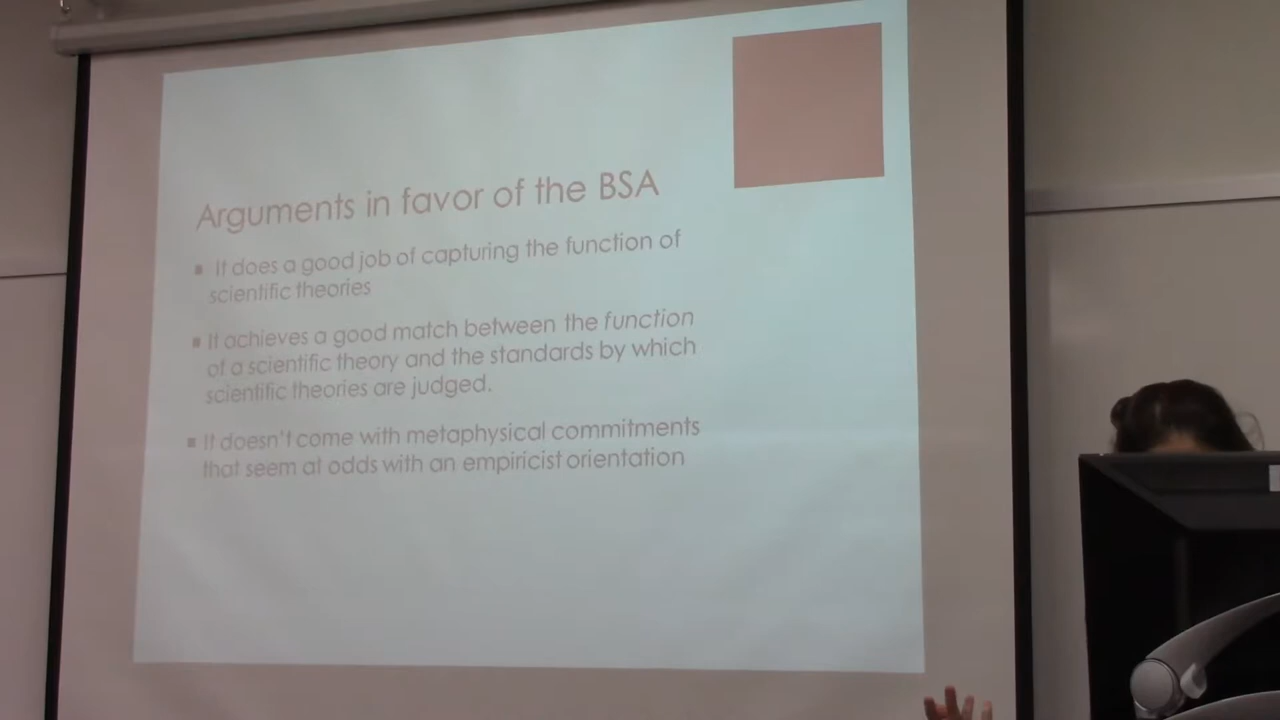 Arguments in favor of the BSA
▪ It does a good job of capturing the function of
scientific theories
▪ It achieves a good match between the function
of a scientific theory and the standards by which
scientific theories are judged.
▪ It doesn't come with metaphysical commitments
that seem at odds with an empiricist orientation